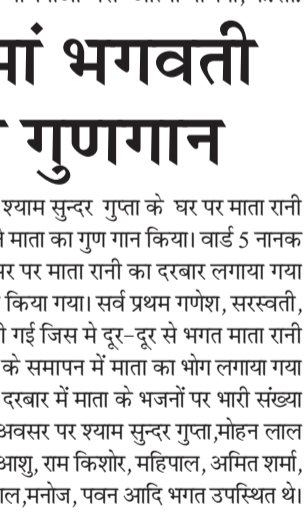 मां भगवती
गुणगान
श्याम सुन्दर गुप्ता के घर पर माता रानी
माता का गुण गान किया। वार्ड 5 नानक
पर माता रानी का दरबार लगाया गया
किया गया। सर्व प्रथम गणेश, सरस्वती,
गई जिस मे दूर-दूर से भगत माता रानी
के समापन में माता का भोग लगाया गया
दरबार में माता के भजनों पर भारी संख्या
अवसर पर श्याम सुन्दर गुप्ता,मोहन लाल
आशु, राम किशोर, महिपाल, अमित शर्मा,
मनोज, पवन आदि भगत उपस्थित थे।